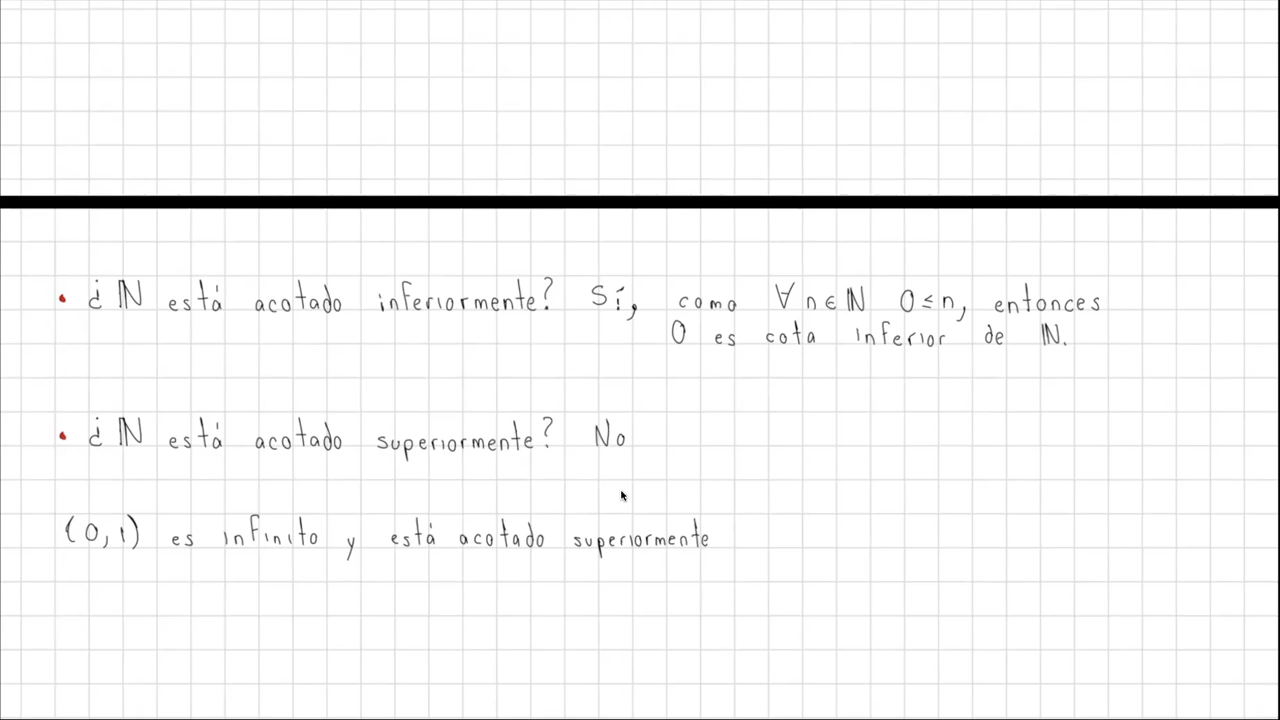 • ¿ℕ está acotado inferiormente? Sí, como ∀ n ∈ ℕ 0 ≤ n, entonces
0 es cota inferior de ℕ.
• ¿ℕ está acotado superiormente? No
(0,1) es infinito y está acotado superiormente